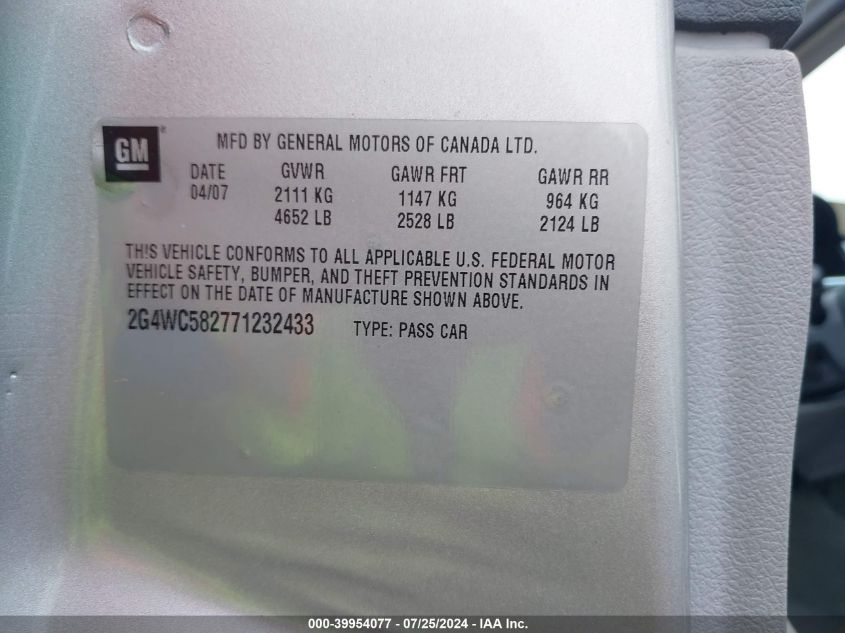 GM
MFD BY GENERAL MOTORS OF CANADA LTD.
DATE GVWR GAWR FRT GAWR RR
04/07 2111 KG 1147 KG 964 KG
4652 LB 2528 LB 2124 LB
THIS VEHICLE CONFORMS TO ALL APPLICABLE U.S. FEDERAL MOTOR
VEHICLE SAFETY, BUMPER, AND THEFT PREVENTION STANDARDS IN
EFFECT ON THE DATE OF MANUFACTURE SHOWN ABOVE.
2G4WC582771232433 TYPE: PASS CAR
000-39954077 - 07/25/2024 - IAA Inc.